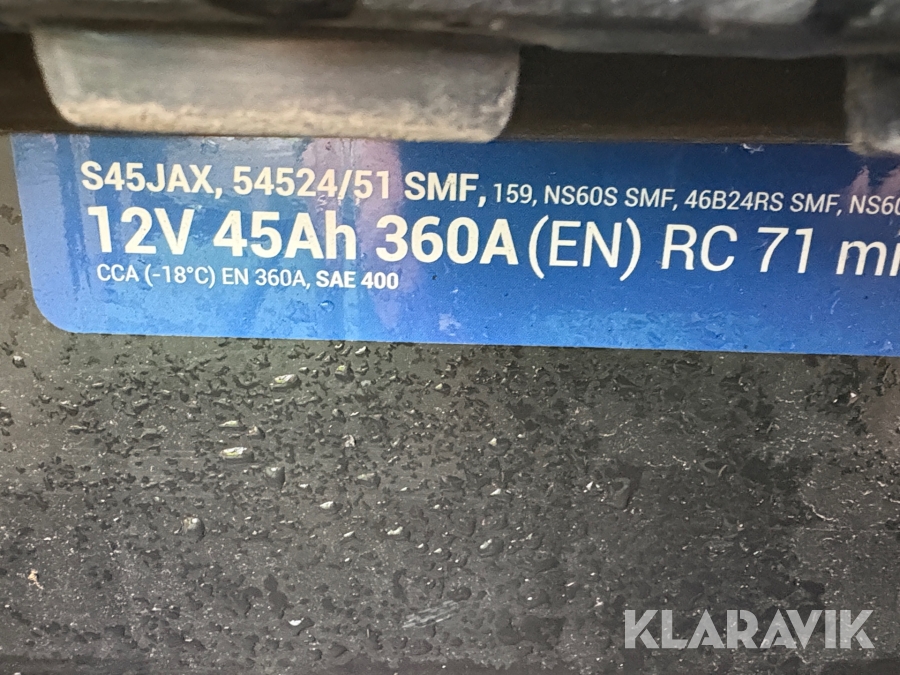 S45JAX, 54524/51 SMF, 159, NS60S SMF, 46B24RS SMF, NS60
12V 45Ah 360A (EN) RC 71
CCA (-18°C) EN 360A, SAE 400
KLARAVIK